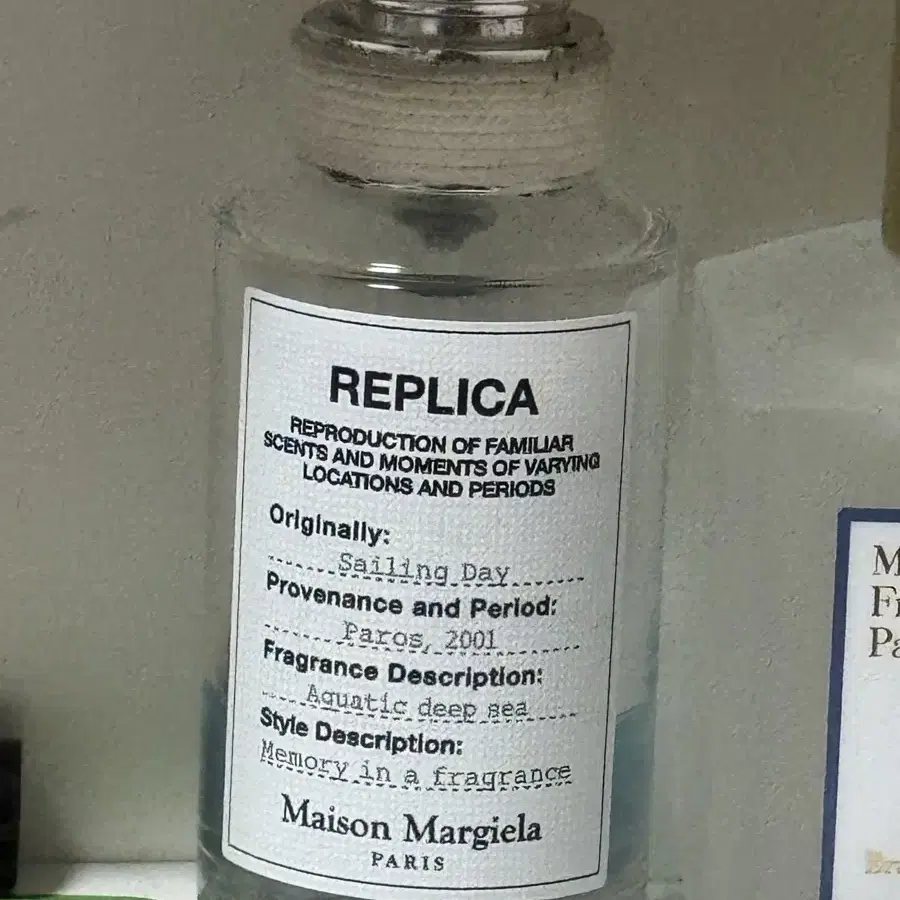 REPLICA
REPRODUCTION OF FAMILIAR
SCENTS AND MOMENTS OF VARYING
LOCATIONS AND PERIODS
Originally:
Sailing Day
Provenance and Period:
Paros, 2001
Fragrance Description:
Aquatic deep sea
Style Description:
Memory in a fragrance
Maison Margiela
PARIS